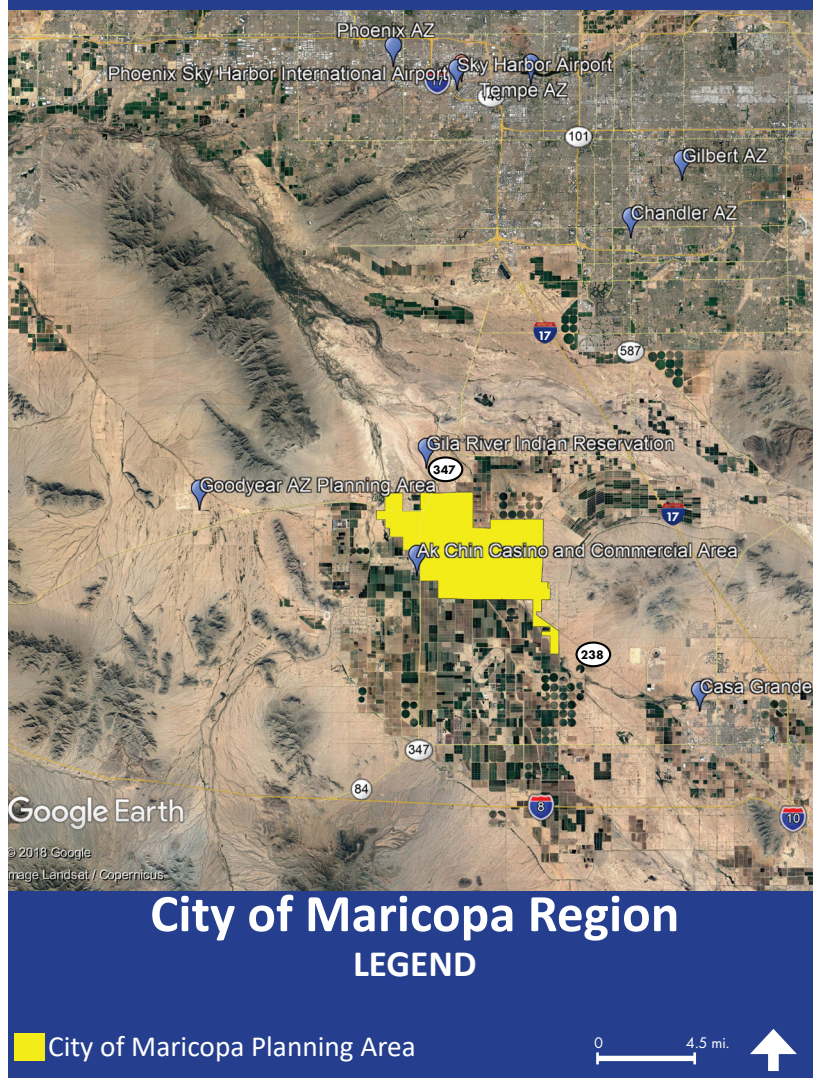 Phoenix AZ
Phoenix Sky Harbor International Airport
Sky Harbor Airport
17
Tempe AZ
101
Gilbert AZ
Chandler AZ
17
587
Gila River Indian Reservation
347
Goodyear AZ Planning Area
17
Ak Chin Casino and Commercial Area
238
Casa Grande
347
84
8
10
Google Earth
© 2018 Google
mage Landsat / Copernicus
City of Maricopa Region
LEGEND
City of Maricopa Planning Area
0 4.5 mi.